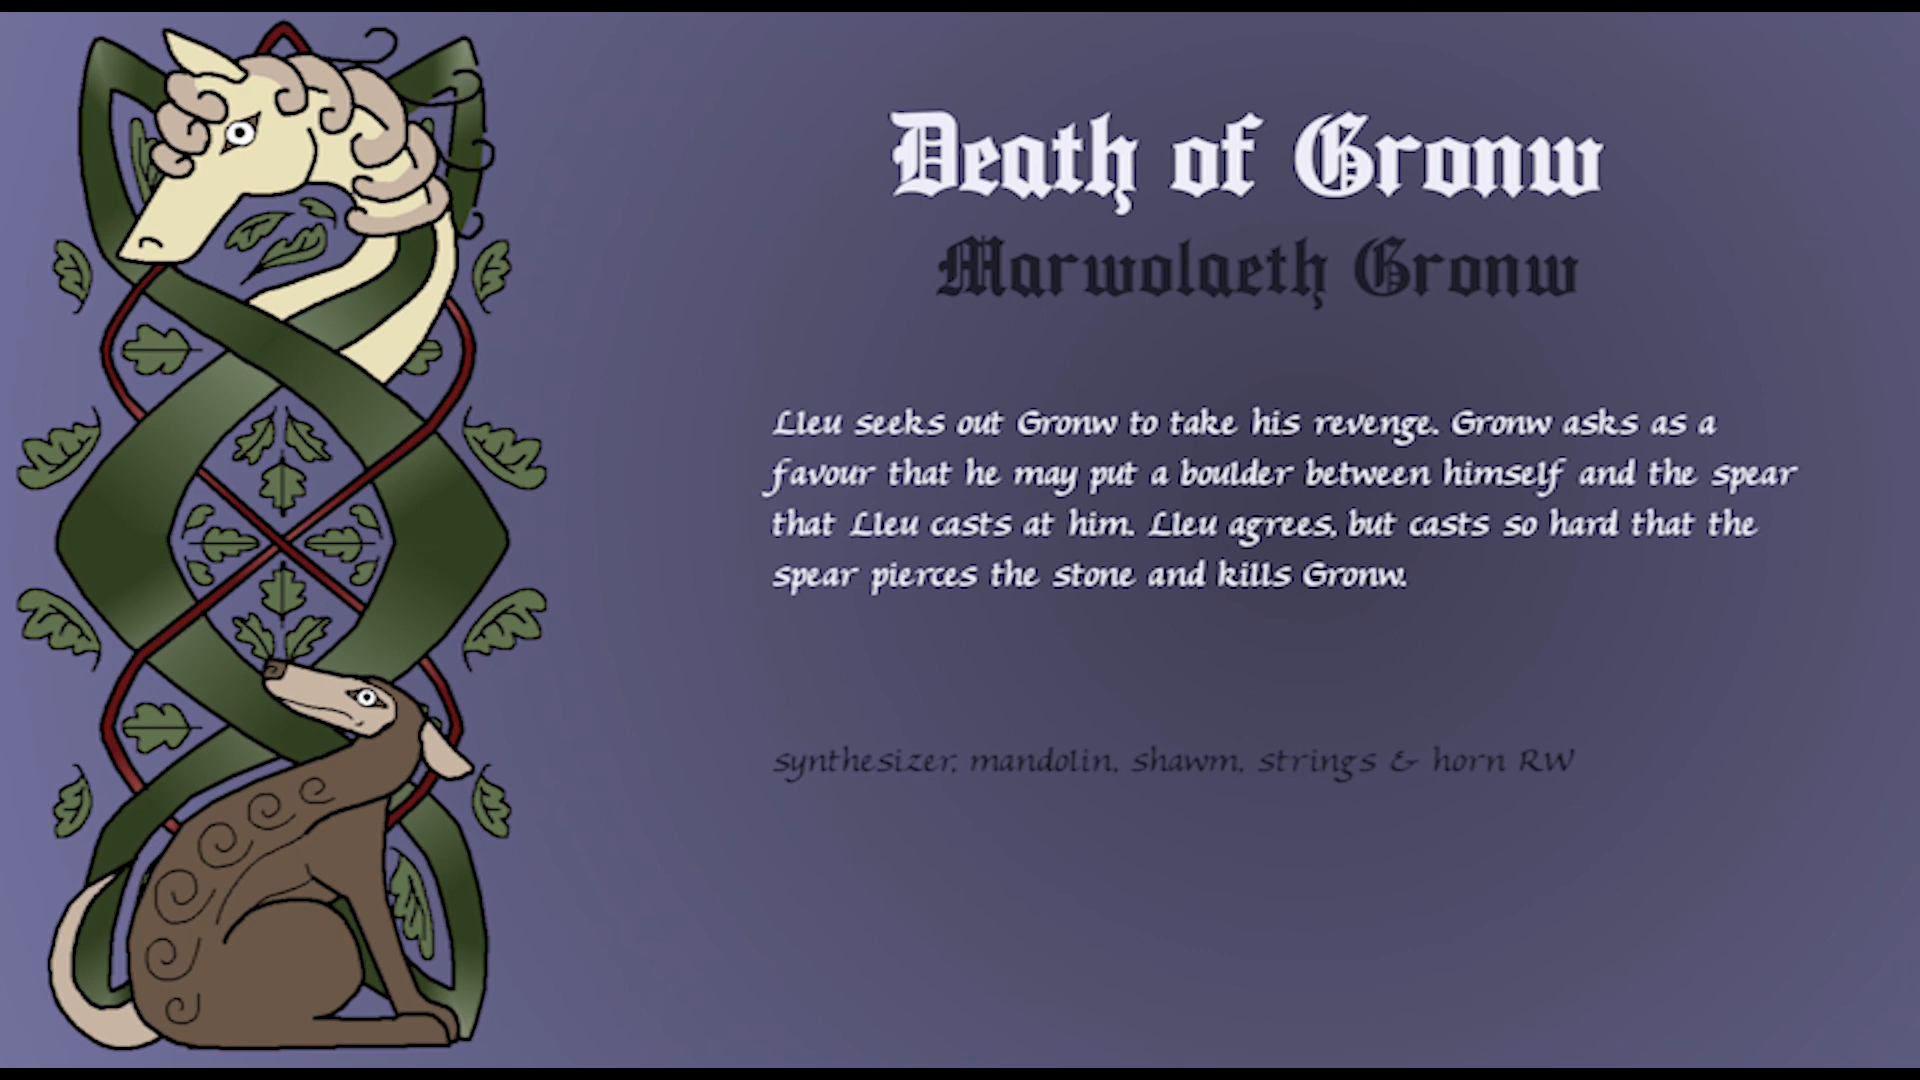 Death of Gronw
Marwolaeth Gronw
Lleu seeks out Gronw to take his revenge. Gronw asks as a
favour that he may put a boulder between himself and the spear
that Lleu casts at him. Lleu agrees, but casts so hard that the
spear pierces the stone and kills Gronw.
synthesizer, mandolin, shawm, strings & horn RW